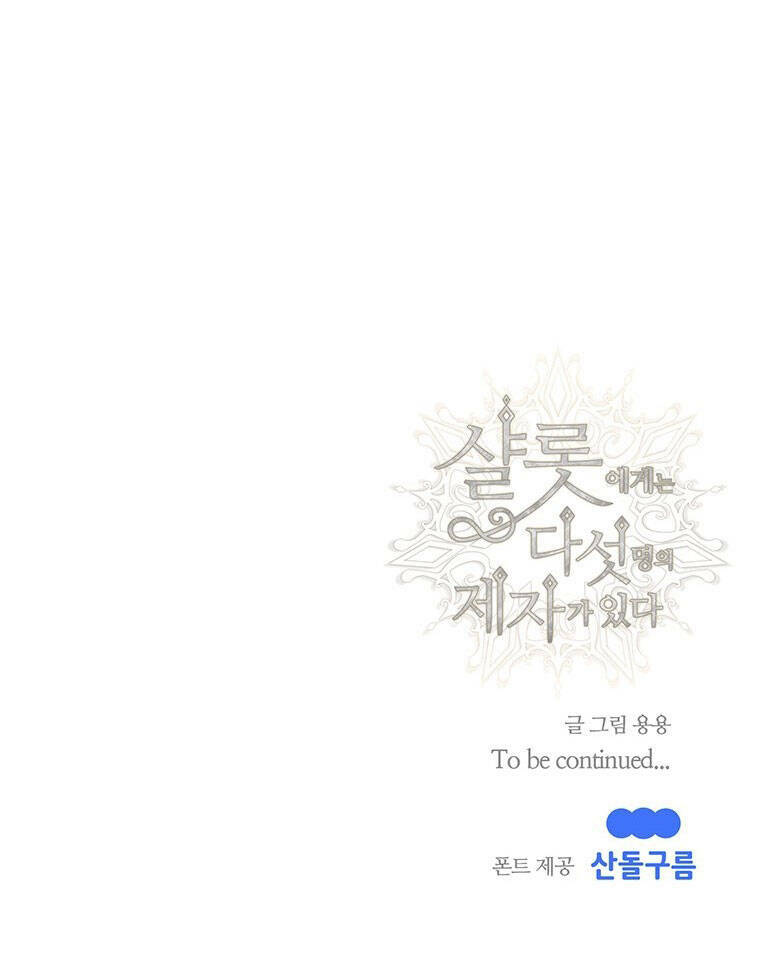 샬롯에게는
다섯명의
제자가 있다
글 그림 용용
To be continued...
폰트 제공 산돌구름